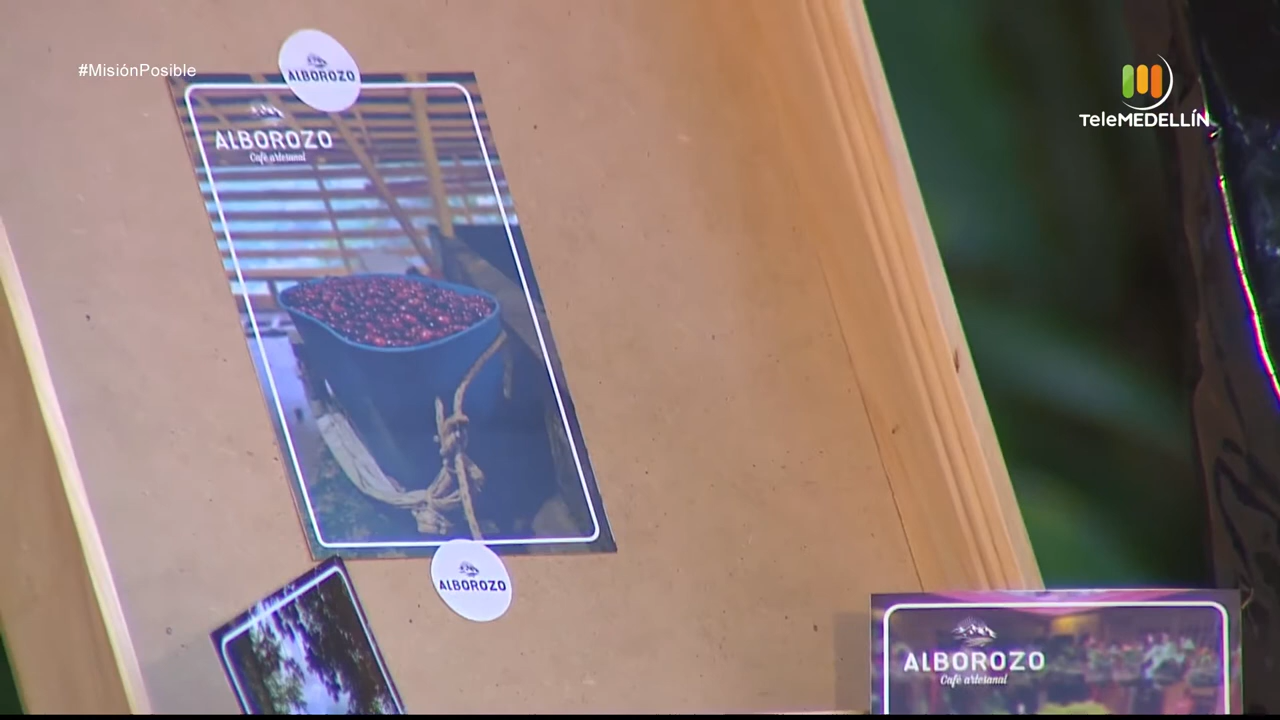 #MisiónPosible
TeleMEDELLÍN
ALBOROZO
ALBOROZO
Café artesanal
ALBOROZO
ALBOROZO
Café artesanal